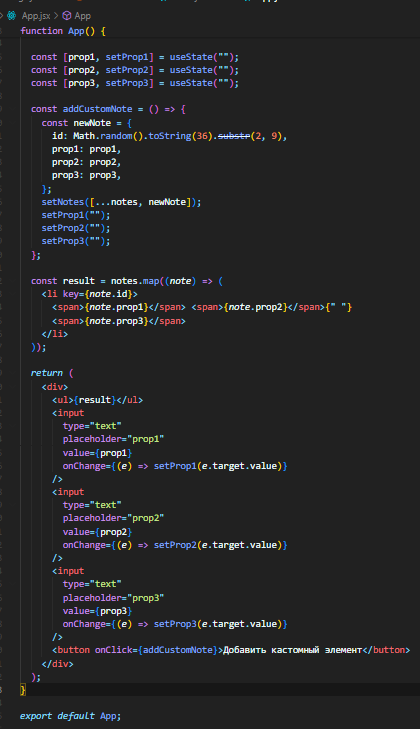 App.jsx > App
function App() {
const [prop1, setProp1] = useState("");
const [prop2, setProp2] = useState("");
const [prop3, setProp3] = useState("");
const addCustomNote = () => {
const newNote = {
id: Math.random().toString(36).substr(2, 9),
prop1: prop1,
prop2: prop2,
prop3: prop3,
};
setNotes([...notes, newNote]);
setProp1("");
setProp2("");
setProp3("");
};
const result = notes.map((note) => (
<li key={note.id}>
<span>{note.prop1}</span> <span>{note.prop2}</span>{" "}
<span>{note.prop3}</span>
</li>
));
return (
<div>
<ul>{result}</ul>
<input
type="text"
placeholder="prop1"
value={prop1}
onChange={(e) => setProp1(e.target.value)}
/>
<input
type="text"
placeholder="prop2"
value={prop2}
onChange={(e) => setProp2(e.target.value)}
/>
<input
type="text"
placeholder="prop3"
value={prop3}
onChange={(e) => setProp3(e.target.value)}
/>
<button onClick={addCustomNote}>Добавить кастомный элемент</button>
</div>
);
}
export default App;